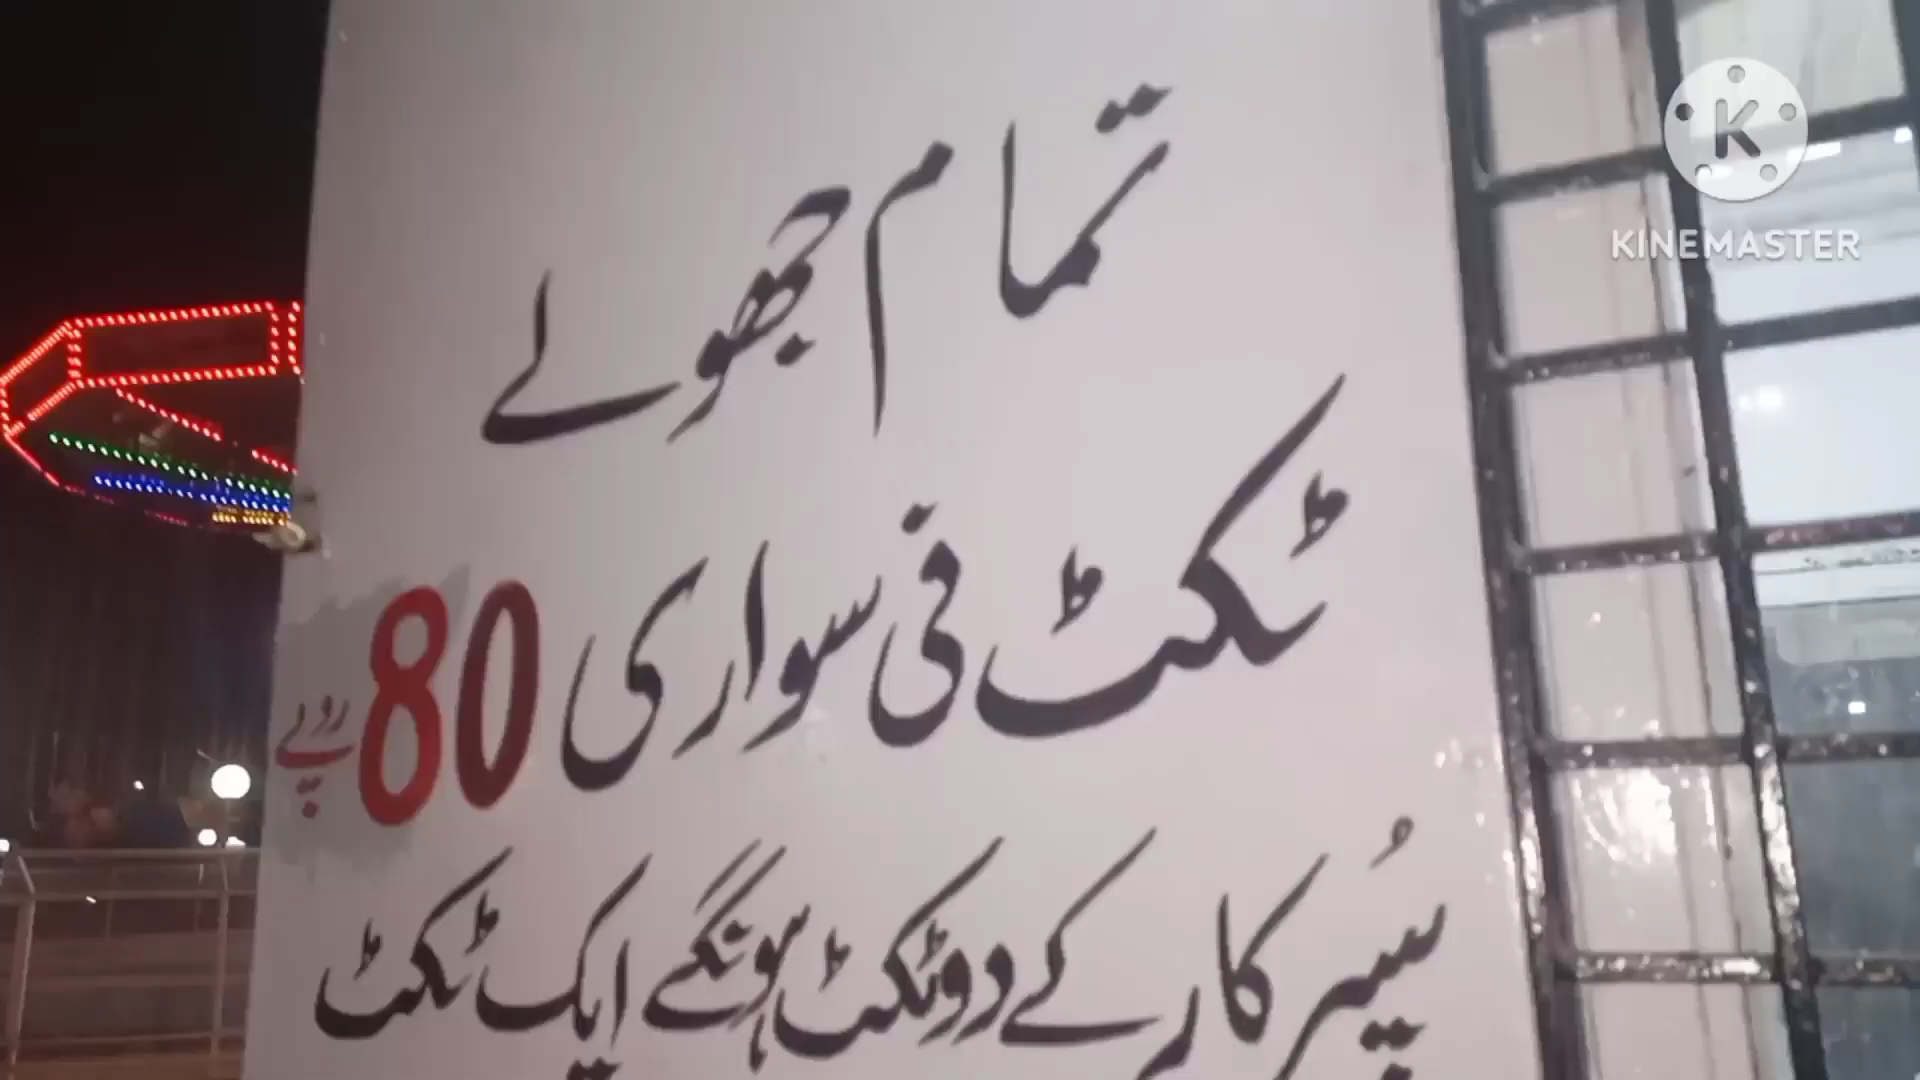 تمام جھولے
ٹکٹ فی سواری 80 روپے
سُپر کار کے دو ٹکٹ ہونگے ایک ٹکٹ
K
KINEMASTER